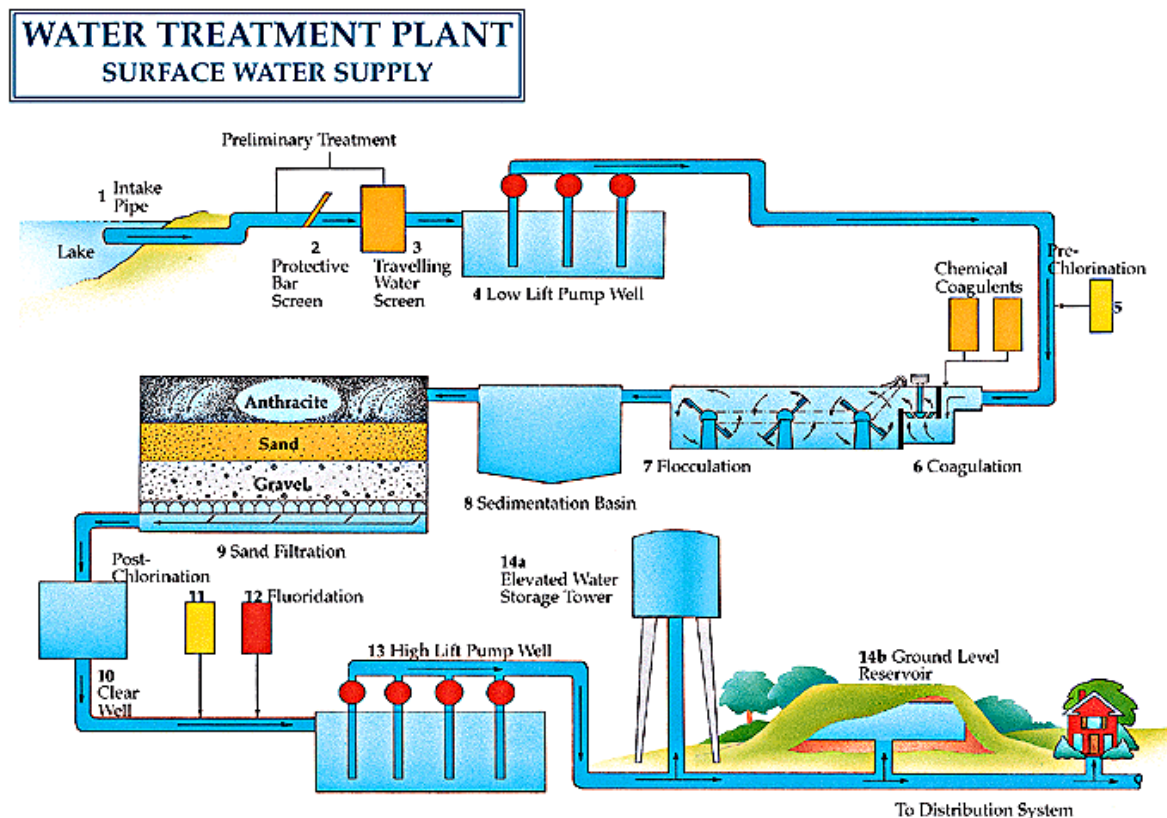 WATER TREATMENT PLANT
SURFACE WATER SUPPLY
Preliminary Treatment
1 Intake
Pipe
Lake
2
Protective
Bar
Screen
3
Travelling
Water
Screen
4 Low Lift Pump Well
Pre-
Chlorination
5
Chemical
Coagulents
6 Coagulation
7 Flocculation
8 Sedimentation Basin
Anthracite
Sand
Gravel
9 Sand Filtration
Post-
Chlorination
11
12 Fluoridation
10
Clear
Well
13 High Lift Pump Well
14a
Elevated Water
Storage Tower
14b Ground Level
Reservoir
To Distribution System